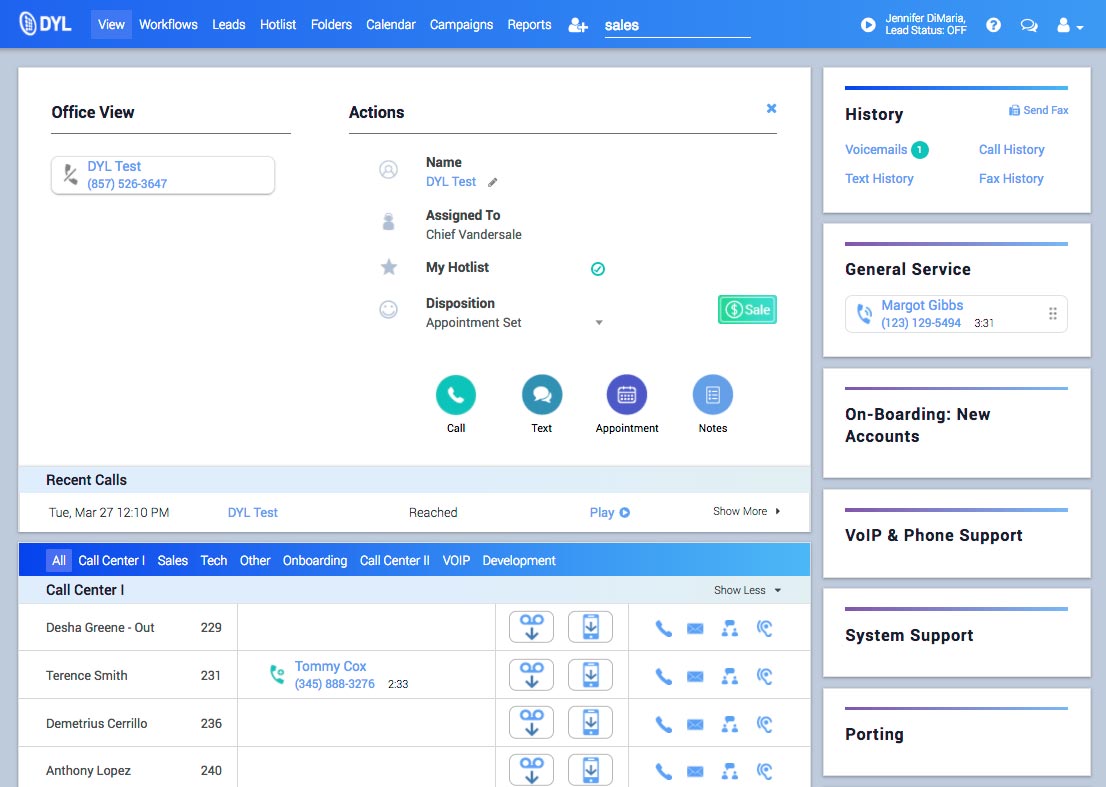 DYL
View Workflows Leads Hotlist Folders Calendar Campaigns Reports sales
Jennifer DiMaria,
Lead Status: OFF
?
Office View
DYL Test
(857) 526-3647
Actions
Name
DYL Test
Assigned To
Chief Vandersale
My Hotlist
Disposition
Appointment Set
$ Sale
Call Text Appointment Notes
Recent Calls
Tue, Mar 27 12:10 PM DYL Test Reached Play Show More
All Call Center I Sales Tech Other Onboarding Call Center II VOIP Development
Call Center I Show Less
Desha Greene - Out 229
Terence Smith 231 Tommy Cox
(345) 888-3276 2:33
Demetrius Cerrillo 236
Anthony Lopez 240
History Send Fax
Voicemails 1 Call History
Text History Fax History
General Service
Margot Gibbs
(123) 129-5494 3:31
On-Boarding: New
Accounts
VoIP & Phone Support
System Support
Porting